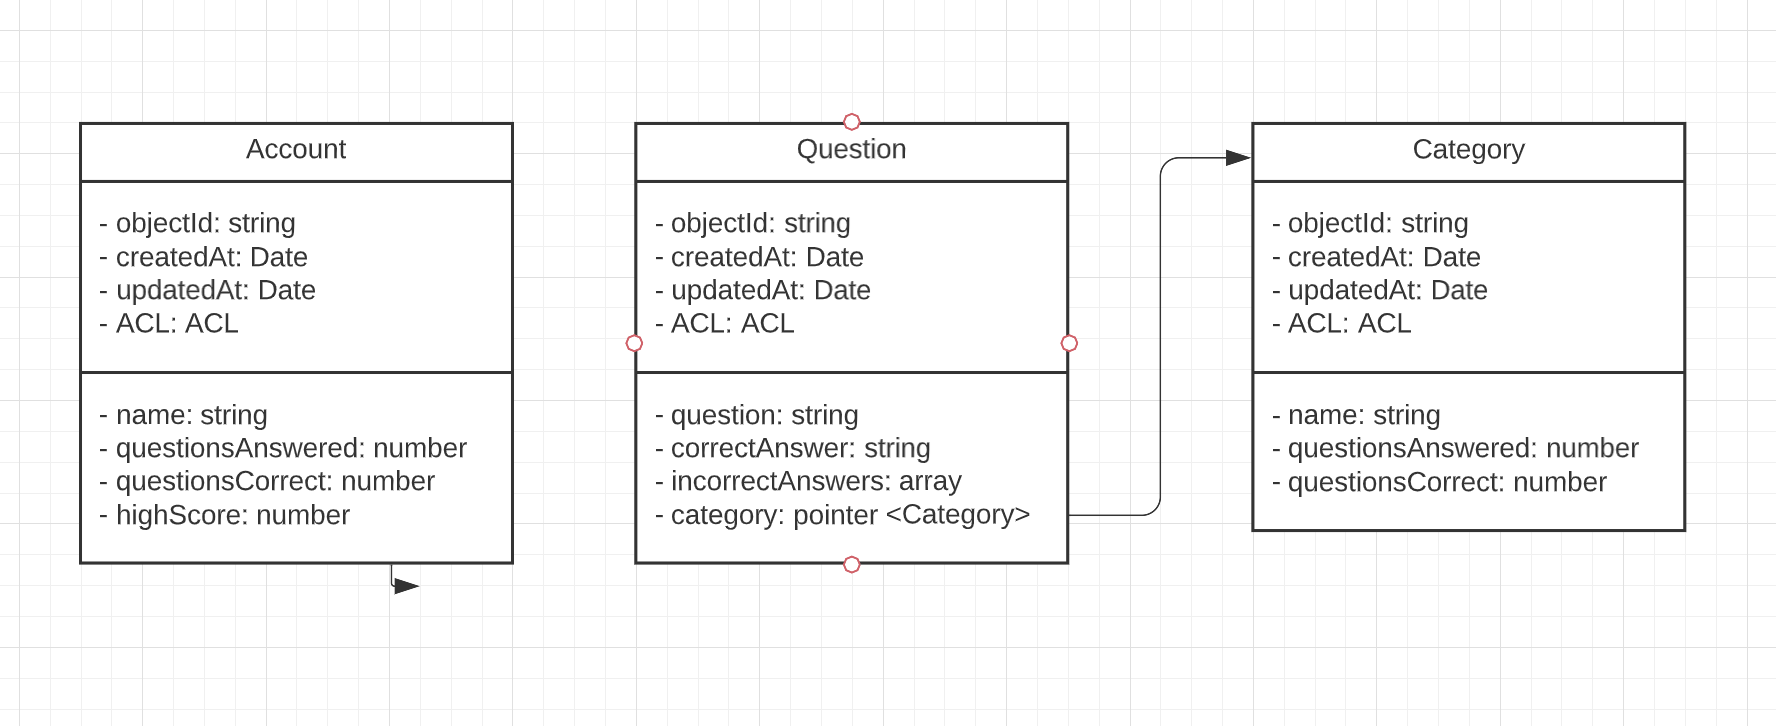 Account
- objectId: string
- createdAt: Date
- updatedAt: Date
- ACL: ACL
- name: string
- questionsAnswered: number
- questionsCorrect: number
- highScore: number
Question
- objectId: string
- createdAt: Date
- updatedAt: Date
- ACL: ACL
- question: string
- correctAnswer: string
- incorrectAnswers: array
- category: pointer <Category>
Category
- objectId: string
- createdAt: Date
- updatedAt: Date
- ACL: ACL
- name: string
- questionsAnswered: number
- questionsCorrect: number